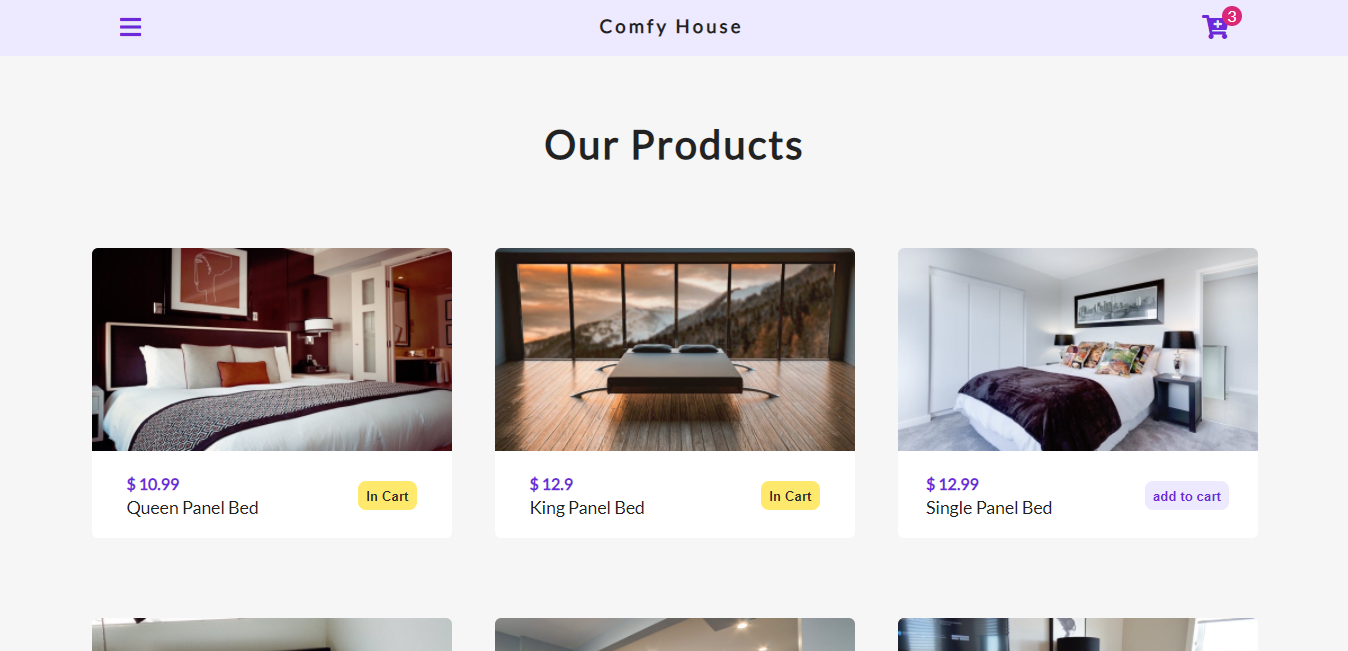 Comfy House
3
Our Products
$ 10.99
Queen Panel Bed
In Cart
$ 12.9
King Panel Bed
In Cart
$ 12.99
Single Panel Bed
add to cart